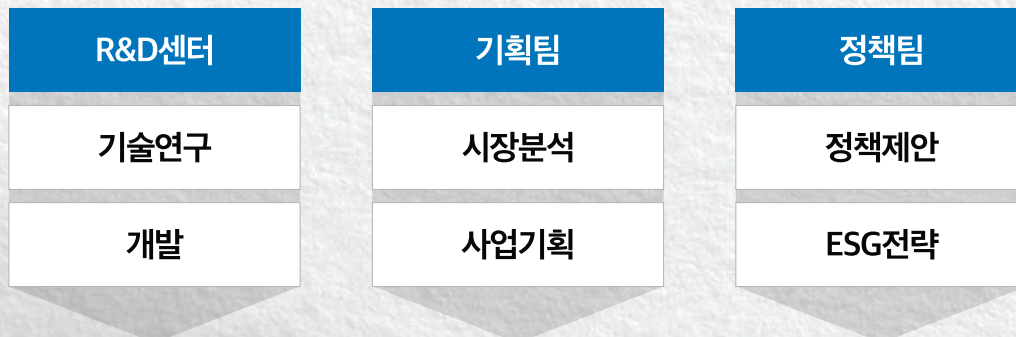 R&D센터
기술연구
개발
기획팀
시장분석
사업기획
정책팀
정책제안
ESG전략